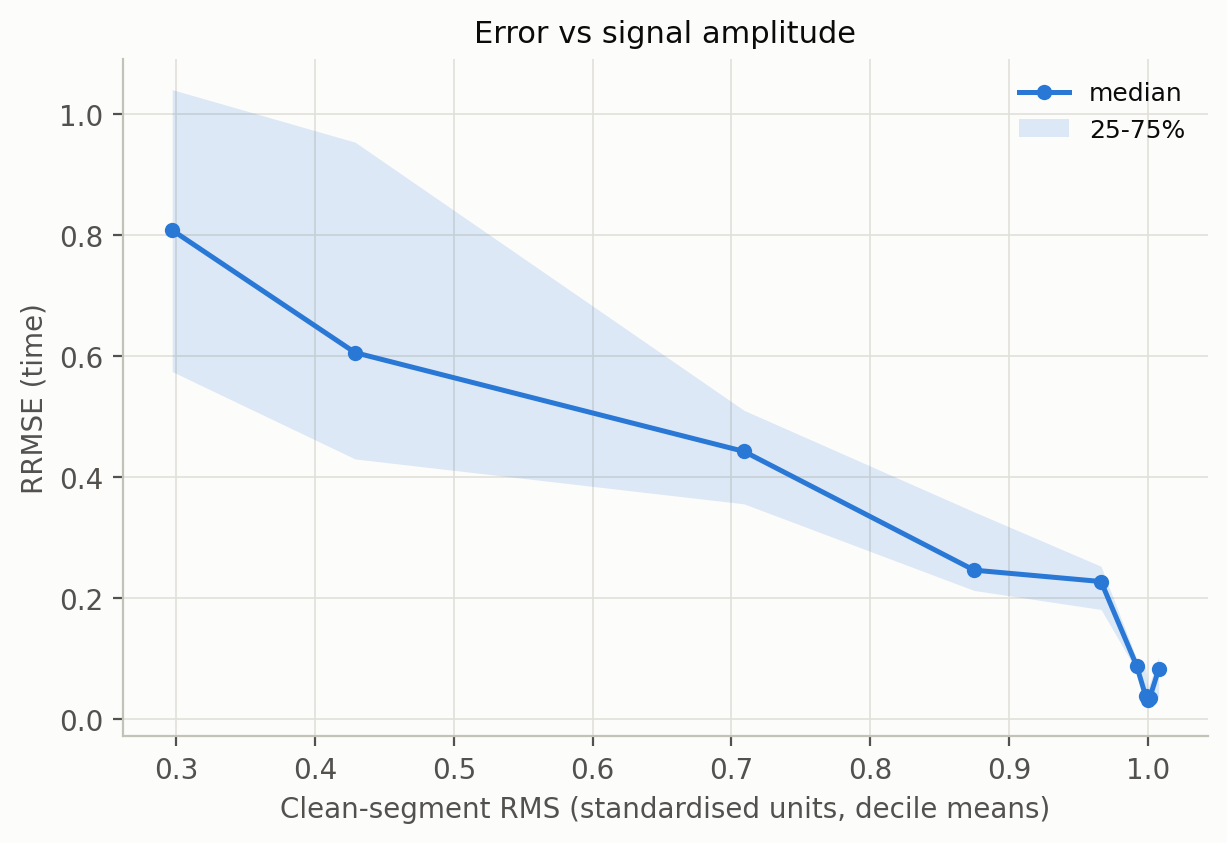 Error vs signal amplitude
median
25-75%
RRMSE (time)
1.0
0.8
0.6
0.4
0.2
0.0
0.3 0.4 0.5 0.6 0.7 0.8 0.9 1.0
Clean-segment RMS (standardised units, decile means)